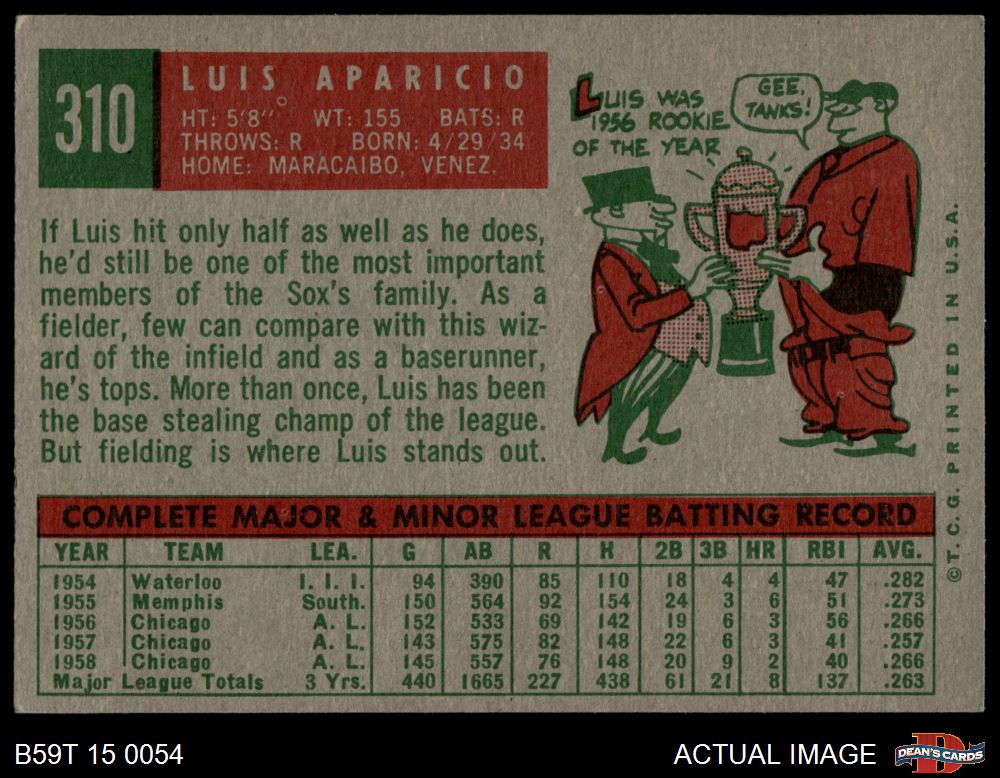 310
LUIS APARICIO
HT: 5'8" WT: 155 BATS: R
THROWS: R BORN: 4/29/34
HOME: MARACAIBO, VENEZ.
If Luis hit only half as well as he does,
he'd still be one of the most important
members of the Sox's family. As a
fielder, few can compare with this wiz-
ard of the infield and as a baserunner,
he's tops. More than once, Luis has been
the base stealing champ of the league.
But fielding is where Luis stands out.
LUIS WAS
1956 ROOKIE
OF THE YEAR
GEE,
TANKS!
COMPLETE MAJOR & MINOR LEAGUE BATTING RECORD
YEAR TEAM LEA. G AB R H 2B 3B HR RBI AVG.
1954 Waterloo I. I. I. 94 390 85 110 18 4 4 47 .282
1955 Memphis South. 150 564 92 154 24 3 6 51 .273
1956 Chicago A. L. 152 533 69 142 19 6 3 56 .266
1957 Chicago A. L. 143 575 82 148 22 6 3 41 .257
1958 Chicago A. L. 145 557 76 148 20 9 2 40 .266
Major League Totals 3 Yrs. 440 1665 227 438 61 21 8 137 .263
©T. C. G. PRINTED IN U.S.A.
B59T 15 0054
ACTUAL IMAGE
DEAN'S CARDS